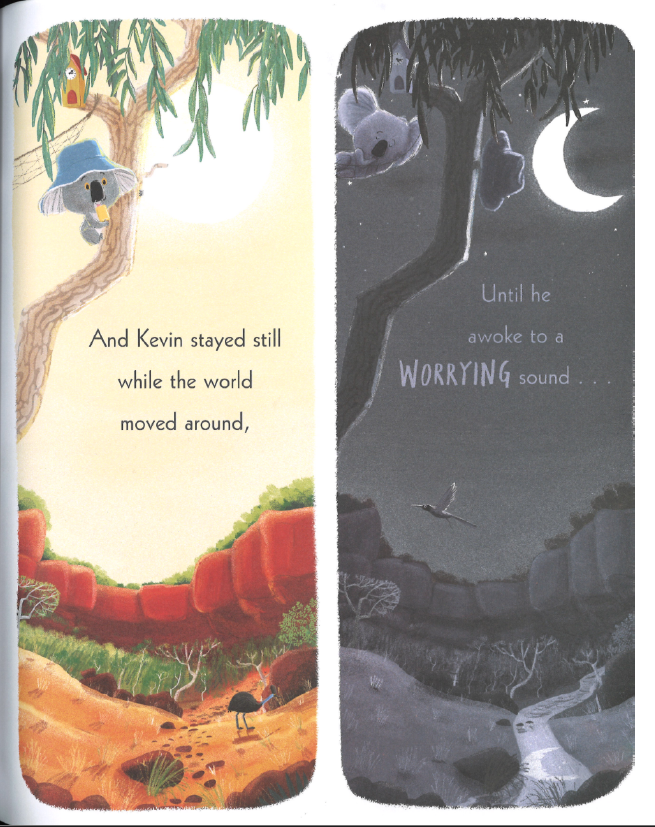 And Kevin stayed still
while the world
moved around,
Until he
awoke to a
WORRYING sound . . .